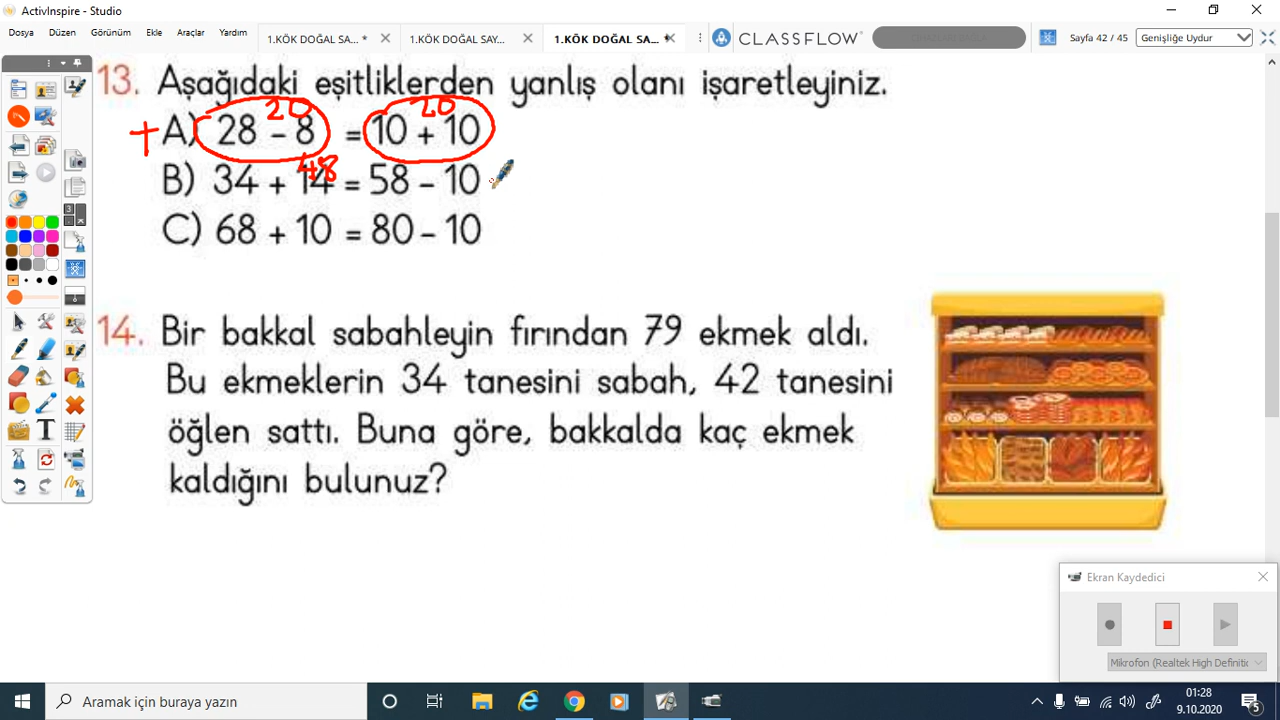 ActivInspire - Studio
Dosya Düzen Görünüm Ekle Araçlar Yardım
1.KÖK DOĞAL SA... *
1.KÖK DOĞAL SAY...
1.KÖK DOĞAL SA... *
CLASSFLOW
Sayfa 42 / 45
Genişliğe Uydur
13. Aşağıdaki eşitliklerden yanlış olanı işaretleyiniz.
20 20
+ A) 28 - 8 = 10 + 10
48
B) 34 + 14 = 58 - 10
C) 68 + 10 = 80 - 10
14. Bir bakkal sabahleyin fırından 79 ekmek aldı.
Bu ekmeklerin 34 tanesini sabah, 42 tanesini
öğlen sattı. Buna göre, bakkalda kaç ekmek
kaldığını bulunuz?
Ekran Kaydedici
Mikrofon (Realtek High Definitic
Aramak için buraya yazın
01:28
9.10.2020
5